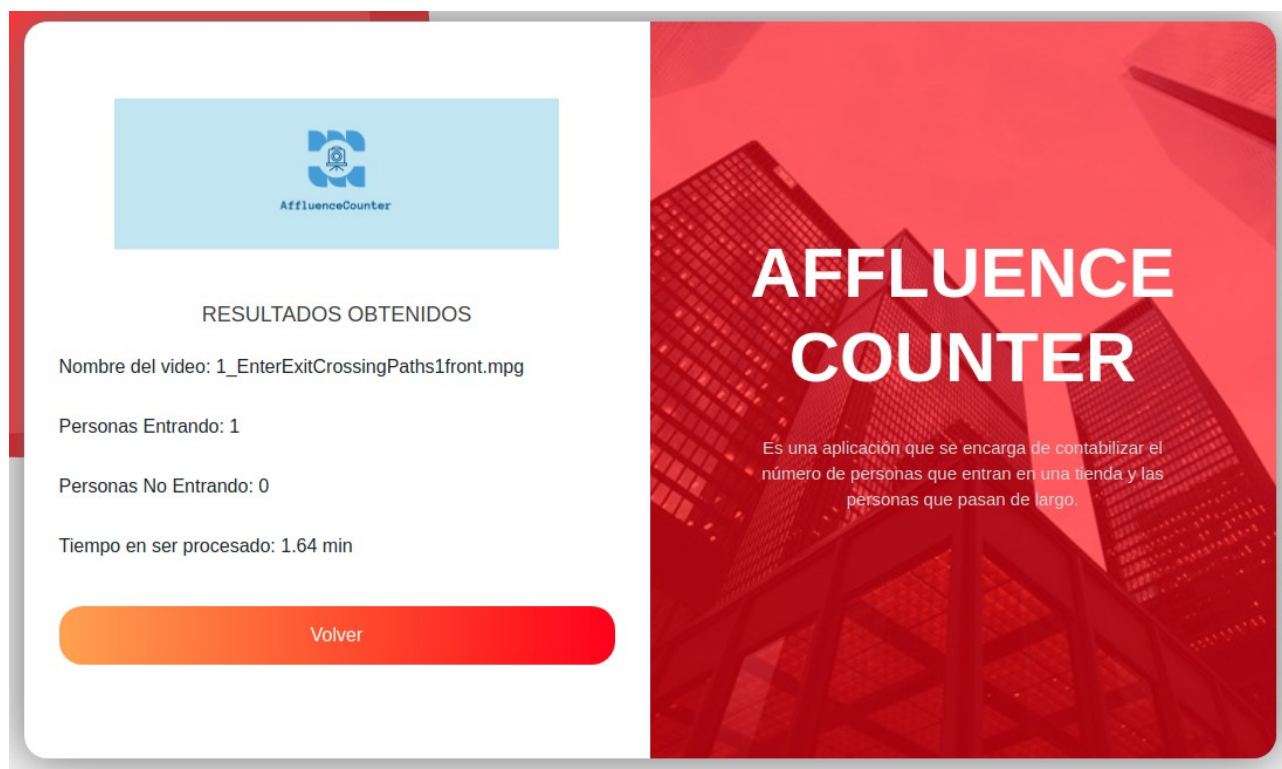 AffluenceCounter
RESULTADOS OBTENIDOS
Nombre del video: 1_EnterExitCrossingPaths1front.mpg
Personas Entrando: 1
Personas No Entrando: 0
Tiempo en ser procesado: 1.64 min
Volver
AFFLUENCE
COUNTER
Es una aplicación que se encarga de contabilizar el
número de personas que entran en una tienda y las
personas que pasan de largo.